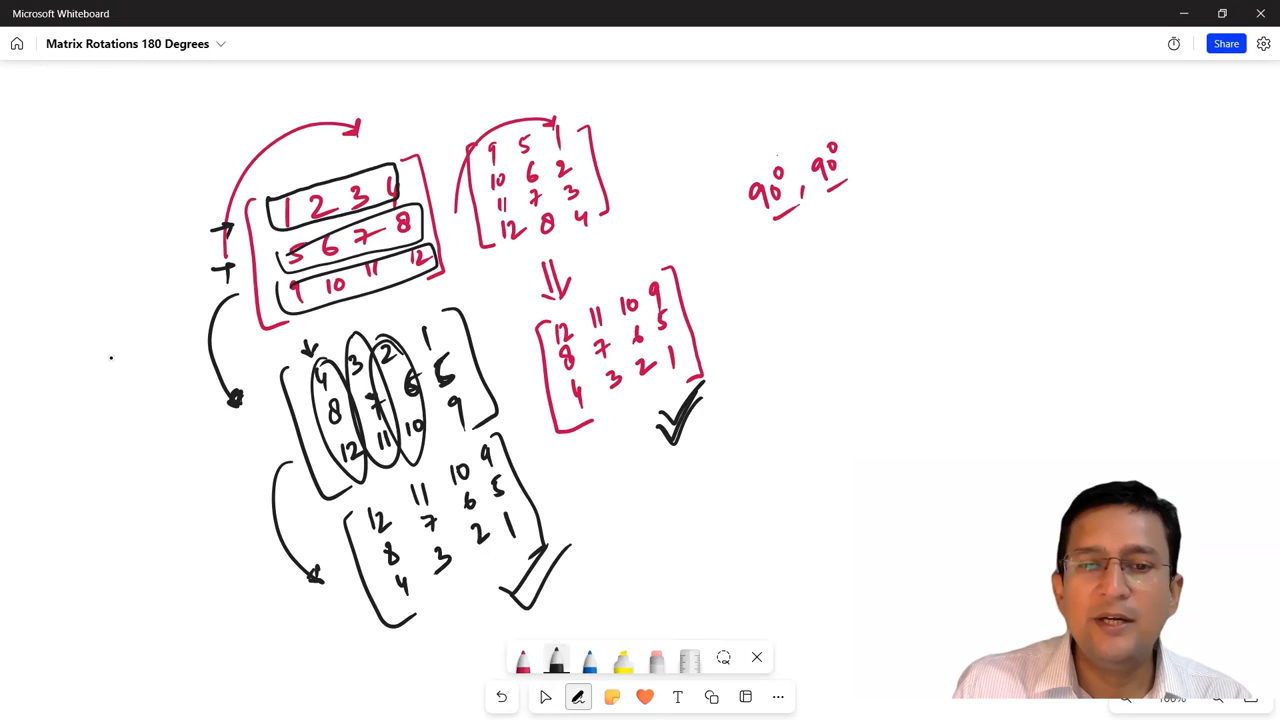 Microsoft Whiteboard
Matrix Rotations 180 Degrees
Share
1 2 3 4
5 6 7 8
9 10 11 12
9 5 1
10 6 2
11 7 3
12 8 4
90°, 90°
12 11 10 9
8 7 6 5
4 3 2 1
4 3 2 1
8 7 6 5
12 11 10 9
12 11 10 9
8 7 6 5
4 3 2 1
T